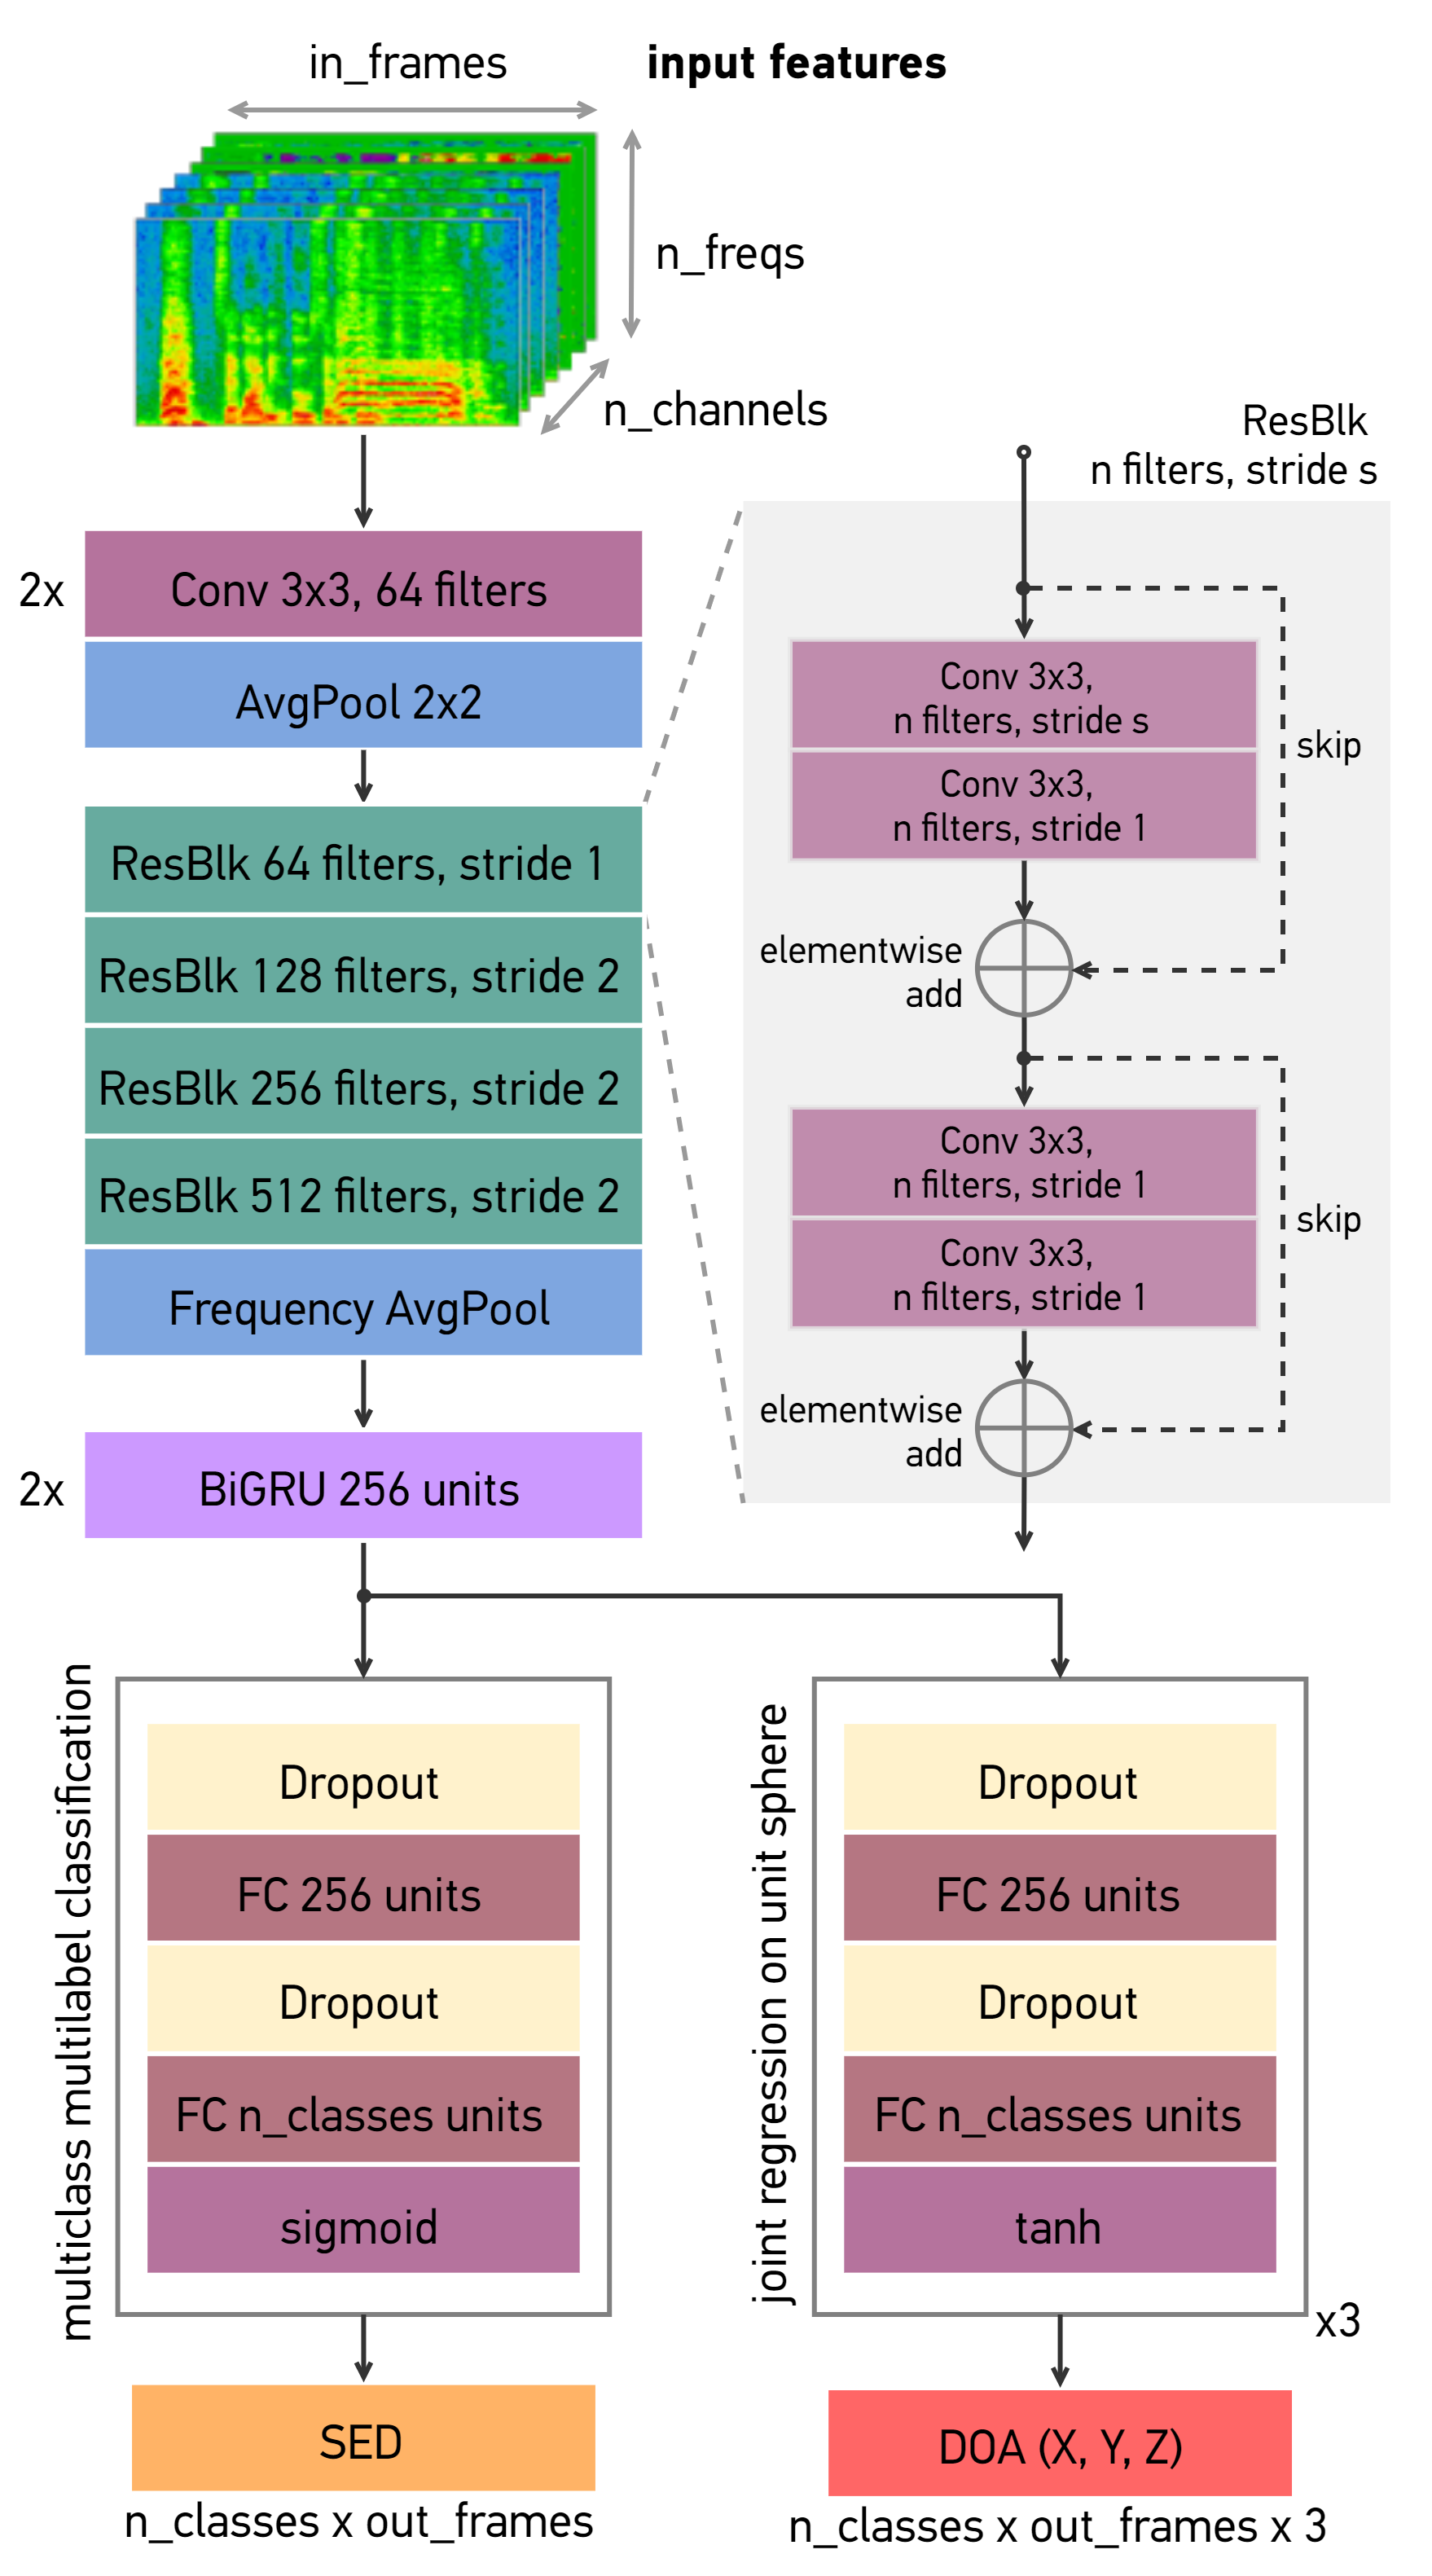 in_frames
input features
n_freqs
n_channels
2x
Conv 3x3, 64 filters
AvgPool 2x2
ResBlk 64 filters, stride 1
ResBlk 128 filters, stride 2
ResBlk 256 filters, stride 2
ResBlk 512 filters, stride 2
Frequency AvgPool
2x
BiGRU 256 units
ResBlk
n filters, stride s
Conv 3x3,
n filters, stride s
Conv 3x3,
n filters, stride 1
skip
elementwise
add
Conv 3x3,
n filters, stride 1
Conv 3x3,
n filters, stride 1
skip
elementwise
add
multiclass multilabel classification
Dropout
FC 256 units
Dropout
FC n_classes units
sigmoid
SED
n_classes x out_frames
joint regression on unit sphere
Dropout
FC 256 units
Dropout
FC n_classes units
tanh
x3
DOA (X, Y, Z)
n_classes x out_frames x 3